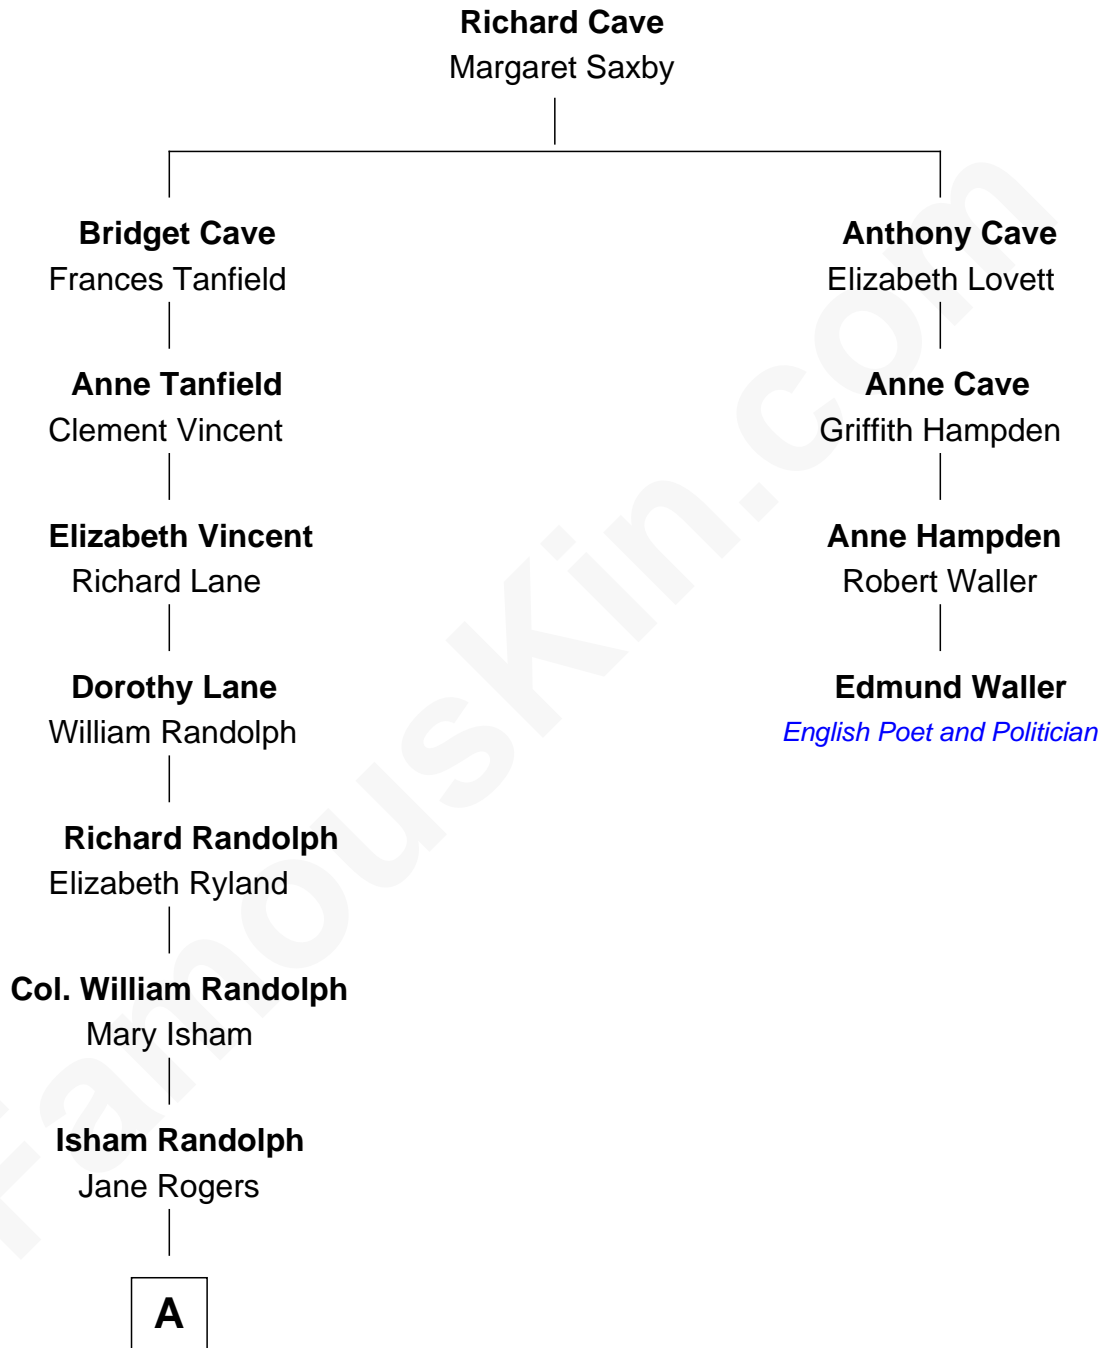 Richard Cave
Margaret Saxby
Bridget Cave
Frances Tanfield
Anthony Cave
Elizabeth Lovett
Anne Tanfield
Clement Vincent
Anne Cave
Griffith Hampden
Elizabeth Vincent
Richard Lane
Anne Hampden
Robert Waller
Dorothy Lane
William Randolph
Edmund Waller
English Poet and Politician
Richard Randolph
Elizabeth Ryland
Col. William Randolph
Mary Isham
Isham Randolph
Jane Rogers
A
FamousKin.com